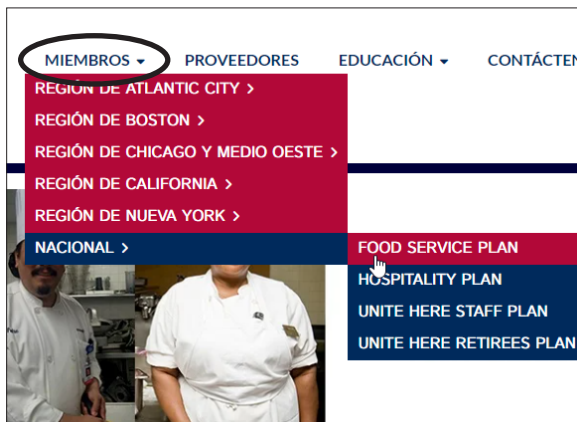 MIEMBROS PROVEEDORES EDUCACIÓN CONTÁCTEN
REGIÓN DE ATLANTIC CITY >
REGIÓN DE BOSTON >
REGIÓN DE CHICAGO Y MEDIO OESTE >
REGIÓN DE CALIFORNIA >
REGIÓN DE NUEVA YORK >
NACIONAL >
FOOD SERVICE PLAN
HOSPITALITY PLAN
UNITE HERE STAFF PLAN
UNITE HERE RETIREES PLAN